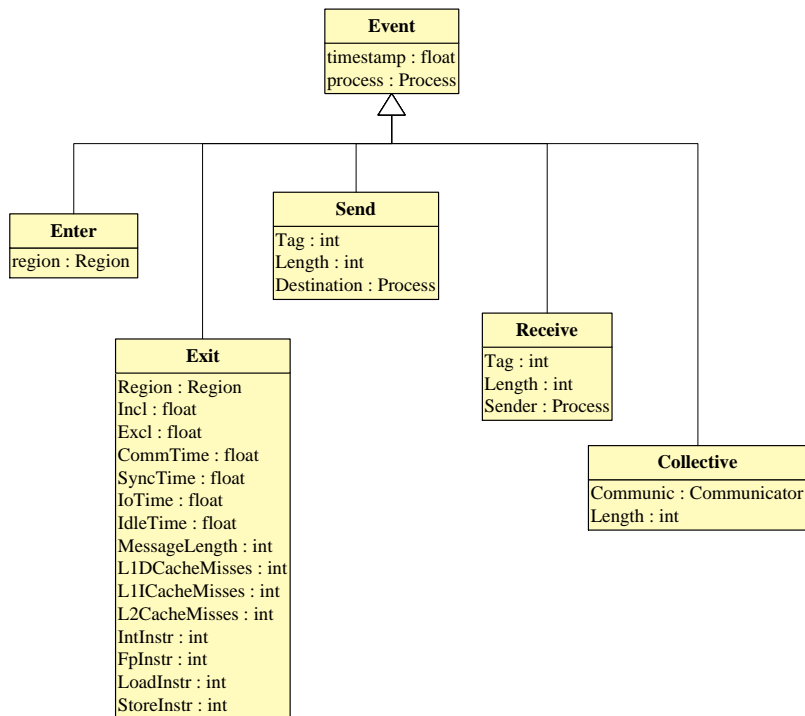 Event
timestamp : float
process : Process
Enter
region : Region
Send
Tag : int
Length : int
Destination : Process
Receive
Tag : int
Length : int
Sender : Process
Exit
Region : Region
Incl : float
Excl : float
CommTime : float
SyncTime : float
IoTime : float
IdleTime : float
MessageLength : int
L1DCacheMisses : int
L1ICacheMisses : int
L2CacheMisses : int
IntInstr : int
FpInstr : int
LoadInstr : int
StoreInstr : int
Collective
Communic : Communicator
Length : int